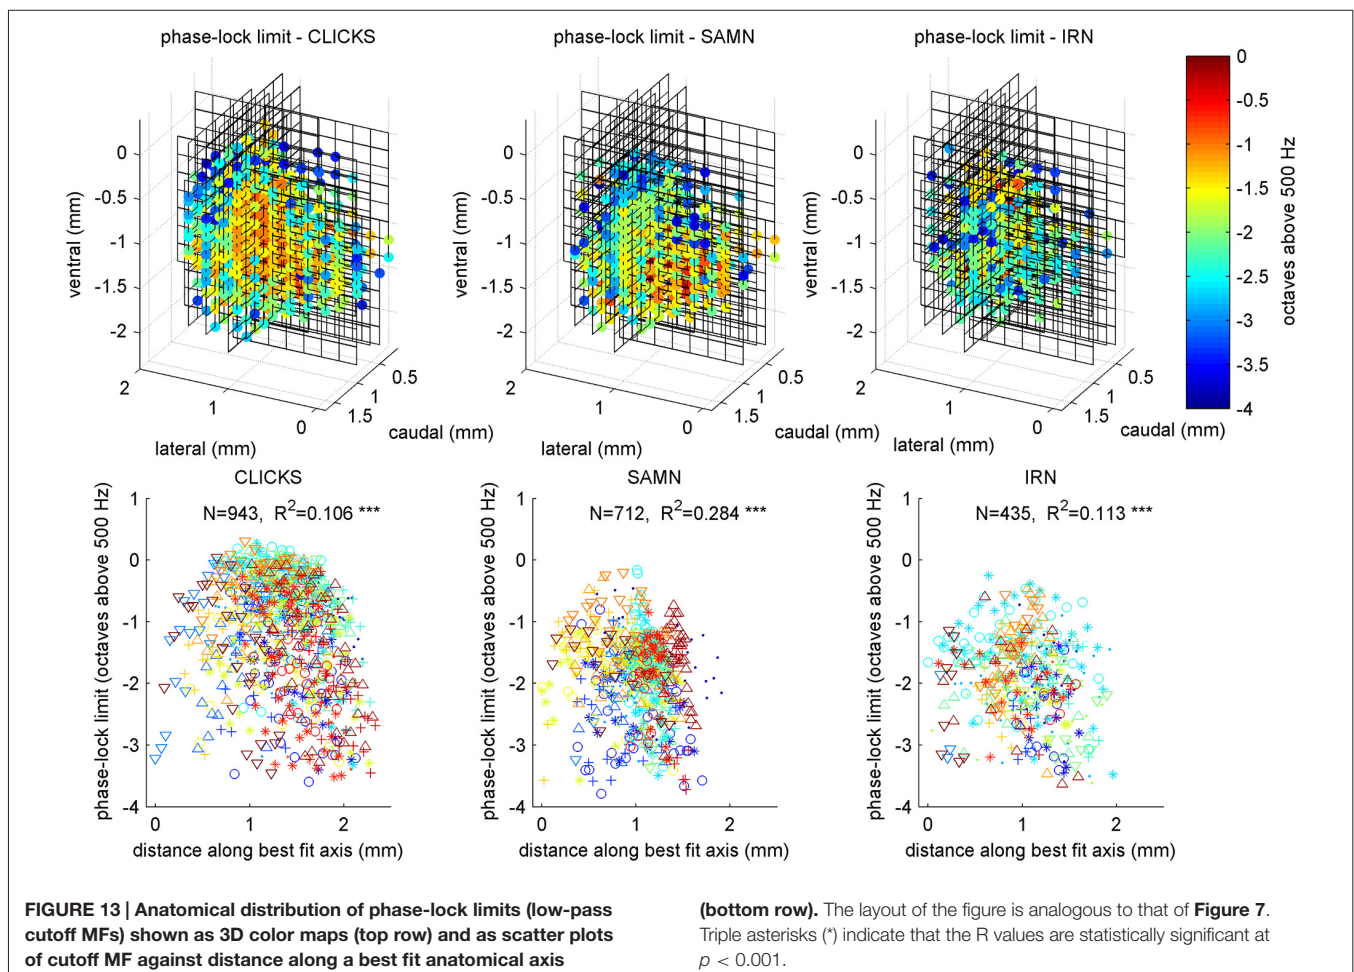 phase-lock limit - CLICKS
phase-lock limit - SAMN
phase-lock limit - IRN
0
-0.5
-1
-1.5
-2
ventral (mm)
2
1
0
lateral (mm)
0.5
1
1.5
caudal (mm)
0
-0.5
-1
-1.5
-2
ventral (mm)
2
1
0
lateral (mm)
0.5
1
1.5
caudal (mm)
0
-0.5
-1
-1.5
-2
ventral (mm)
2
1
0
lateral (mm)
0.5
1
1.5
caudal (mm)
0
-0.5
-1
-1.5
-2
-2.5
-3
-3.5
-4
octaves above 500 Hz
CLICKS
N=943, R²=0.106 ***
1
0
-1
-2
-3
-4
phase-lock limit (octaves above 500 Hz)
0 1 2
distance along best fit axis (mm)
SAMN
N=712, R²=0.284 ***
1
0
-1
-2
-3
-4
phase-lock limit (octaves above 500 Hz)
0 1 2
distance along best fit axis (mm)
IRN
N=435, R²=0.113 ***
1
0
-1
-2
-3
-4
phase-lock limit (octaves above 500 Hz)
0 1 2
distance along best fit axis (mm)
FIGURE 13 | Anatomical distribution of phase-lock limits (low-pass
cutoff MFs) shown as 3D color maps (top row) and as scatter plots
of cutoff MF against distance along a best fit anatomical axis
(bottom row). The layout of the figure is analogous to that of Figure 7.
Triple asterisks (*) indicate that the R values are statistically significant at
p < 0.001.